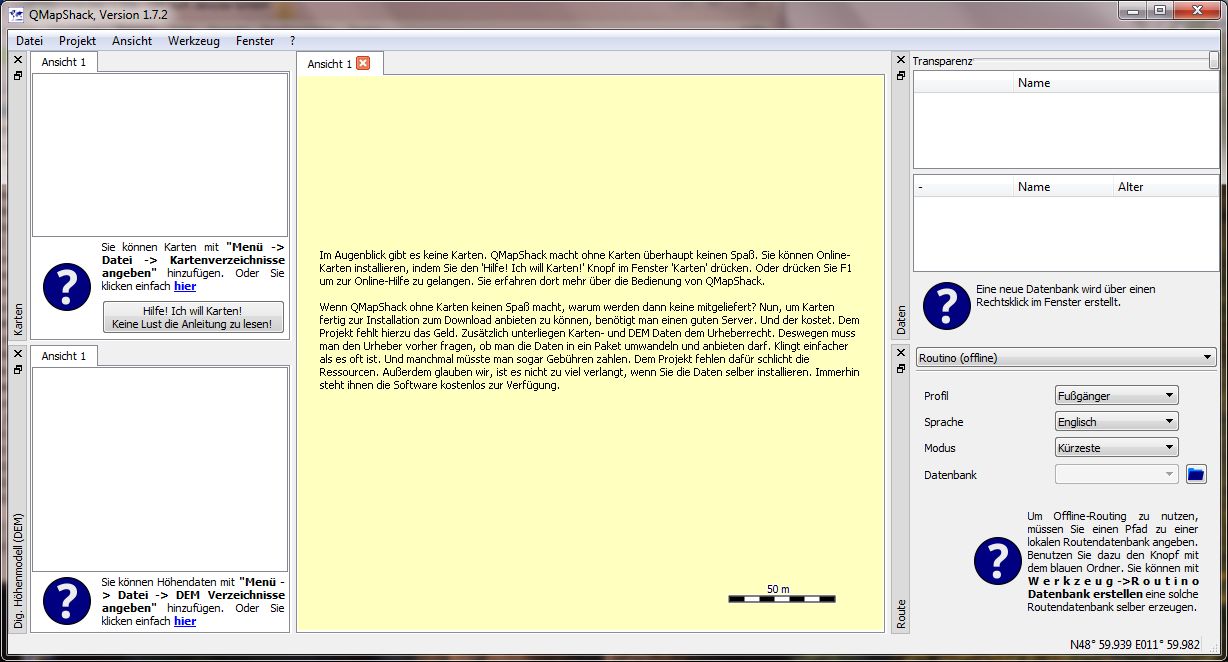 QMapShack, Version 1.7.2
Datei Projekt Ansicht Werkzeug Fenster ?
Ansicht 1
Sie können Karten mit "Menü ->
Datei -> Kartenverzeichnisse
angeben" hinzufügen. Oder Sie
klicken einfach hier
Hilfe! Ich will Karten!
Keine Lust die Anleitung zu lesen!
Karten
Ansicht 1
Sie können Höhendaten mit "Menü -
> Datei -> DEM Verzeichnisse
angeben" hinzufügen. Oder Sie
klicken einfach hier
Dig. Höhenmodell (DEM)
Ansicht 1
Im Augenblick gibt es keine Karten. QMapShack macht ohne Karten überhaupt keinen Spaß. Sie können Online-
Karten installieren, indem Sie den 'Hilfe! Ich will Karten!' Knopf im Fenster 'Karten' drücken. Oder drücken Sie F1
um zur Online-Hilfe zu gelangen. Sie erfahren dort mehr über die Bedienung von QMapShack.
Wenn QMapShack ohne Karten keinen Spaß macht, warum werden dann keine mitgeliefert? Nun, um Karten
fertig zur Installation zum Download anbieten zu können, benötigt man einen guten Server. Und der kostet. Dem
Projekt fehlt hierzu das Geld. Zusätzlich unterliegen Karten- und DEM Daten dem Urheberrecht. Deswegen muss
man den Urheber vorher fragen, ob man die Daten in ein Paket umwandeln und anbieten darf. Klingt einfacher
als es oft ist. Und manchmal müsste man sogar Gebühren zahlen. Dem Projekt fehlen dafür schlicht die
Ressourcen. Außerdem glauben wir, ist es nicht zu viel verlangt, wenn Sie die Daten selber installieren. Immerhin
steht ihnen die Software kostenlos zur Verfügung.
50 m
Transparenz
Name
- Name Alter
Eine neue Datenbank wird über einen
Rechtsklick im Fenster erstellt.
Daten
Routino (offline)
Profil Fußgänger
Sprache Englisch
Modus Kürzeste
Datenbank
Um Offline-Routing zu nutzen,
müssen Sie einen Pfad zu einer
lokalen Routendatenbank angeben.
Benutzen Sie dazu den Knopf mit
dem blauen Ordner. Sie können mit
Werkzeug->Routino
Datenbank erstellen eine solche
Routendatenbank selber erzeugen.
Route
N48° 59.939 E011° 59.982